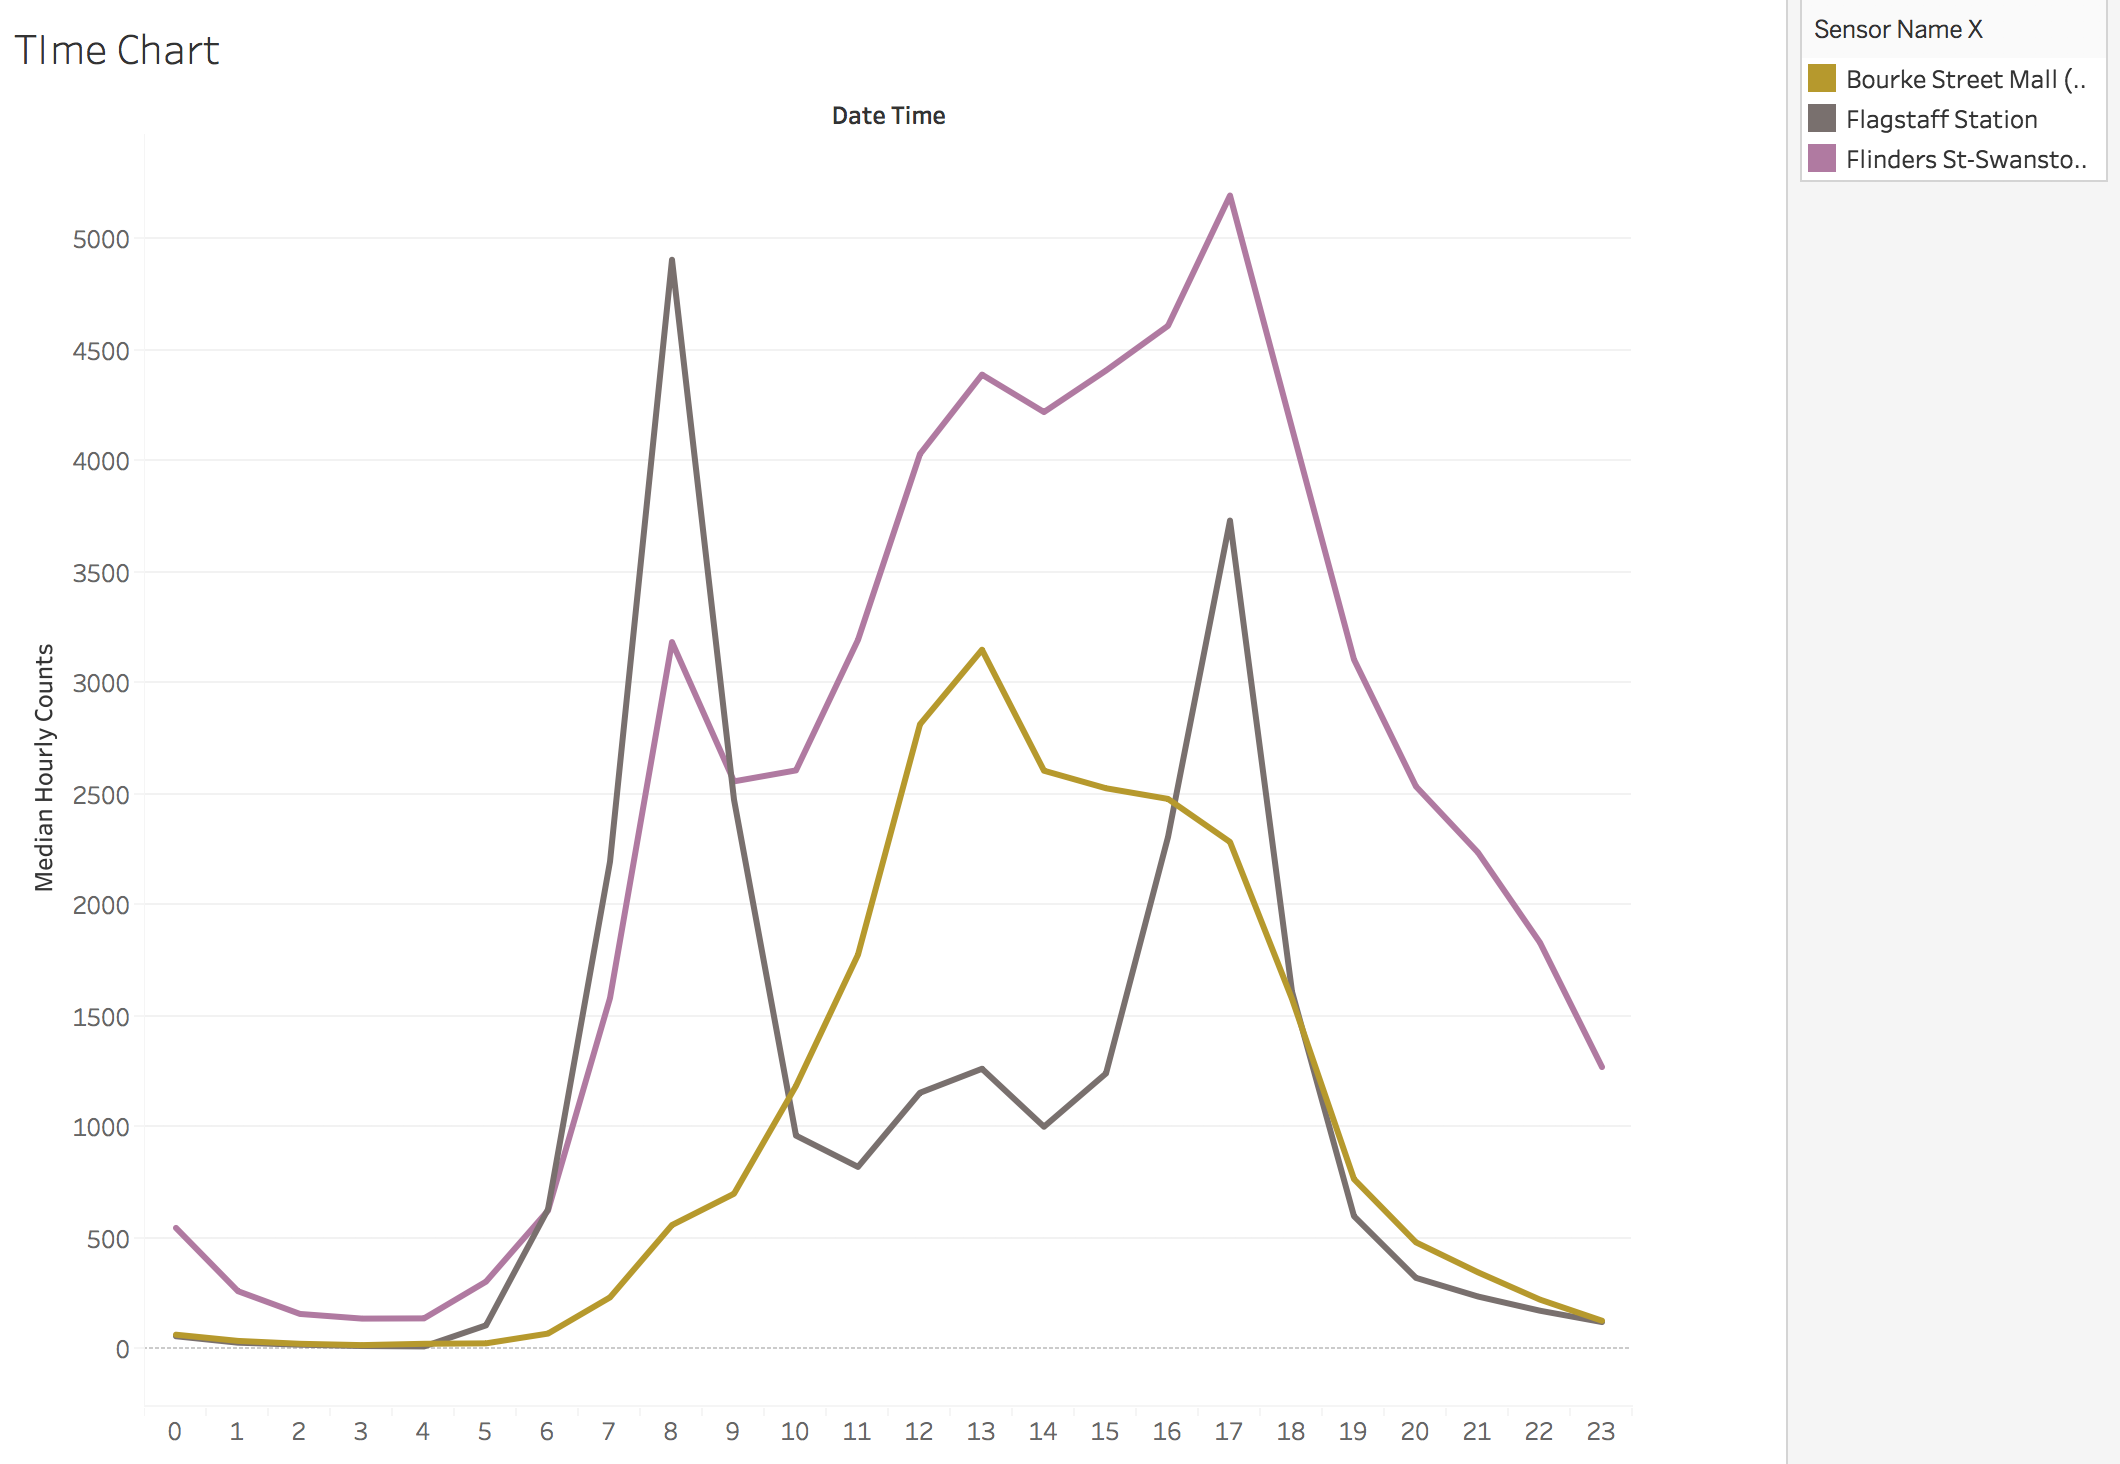 TIme Chart
Date Time
Median Hourly Counts
5000
4500
4000
3500
3000
2500
2000
1500
1000
500
0
0 1 2 3 4 5 6 7 8 9 10 11 12 13 14 15 16 17 18 19 20 21 22 23
Sensor Name X
Bourke Street Mall (..
Flagstaff Station
Flinders St-Swansto..